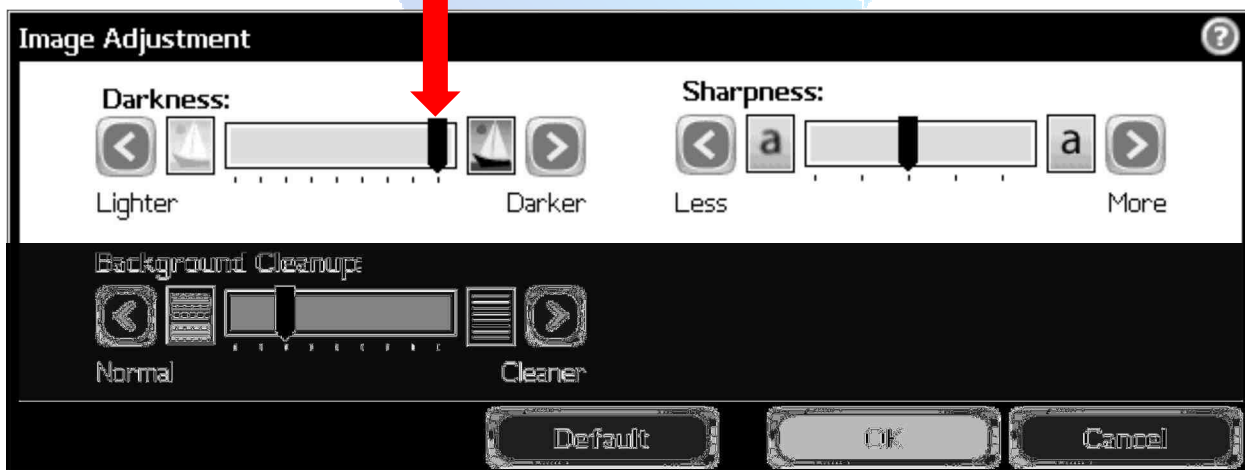 Image Adjustment
?
Darkness:
Sharpness:
a a
Lighter Darker Less More
Background Cleanup:
Normal Cleaner
Default OK Cancel